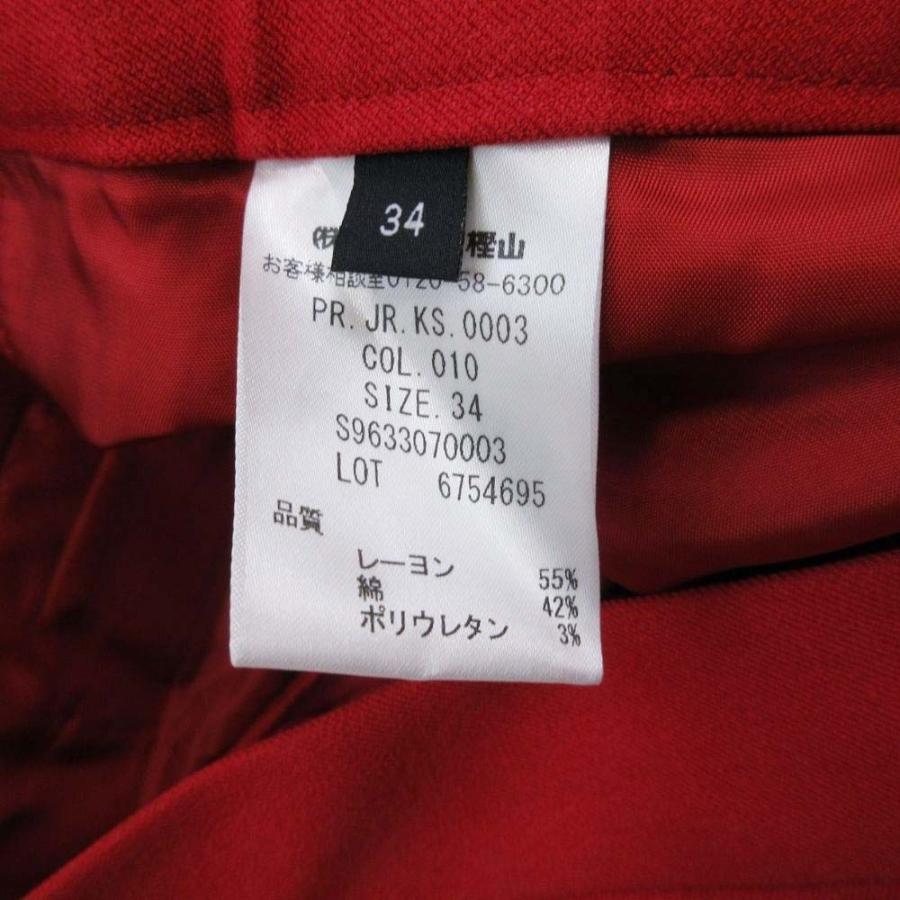 34
㈱ 樫山
お客様相談室0120-58-6300
PR.JR.KS.0003
COL.010
SIZE.34
S9633070003
LOT 6754695
品質
レーヨン 55%
綿 42%
ポリウレタン 3%